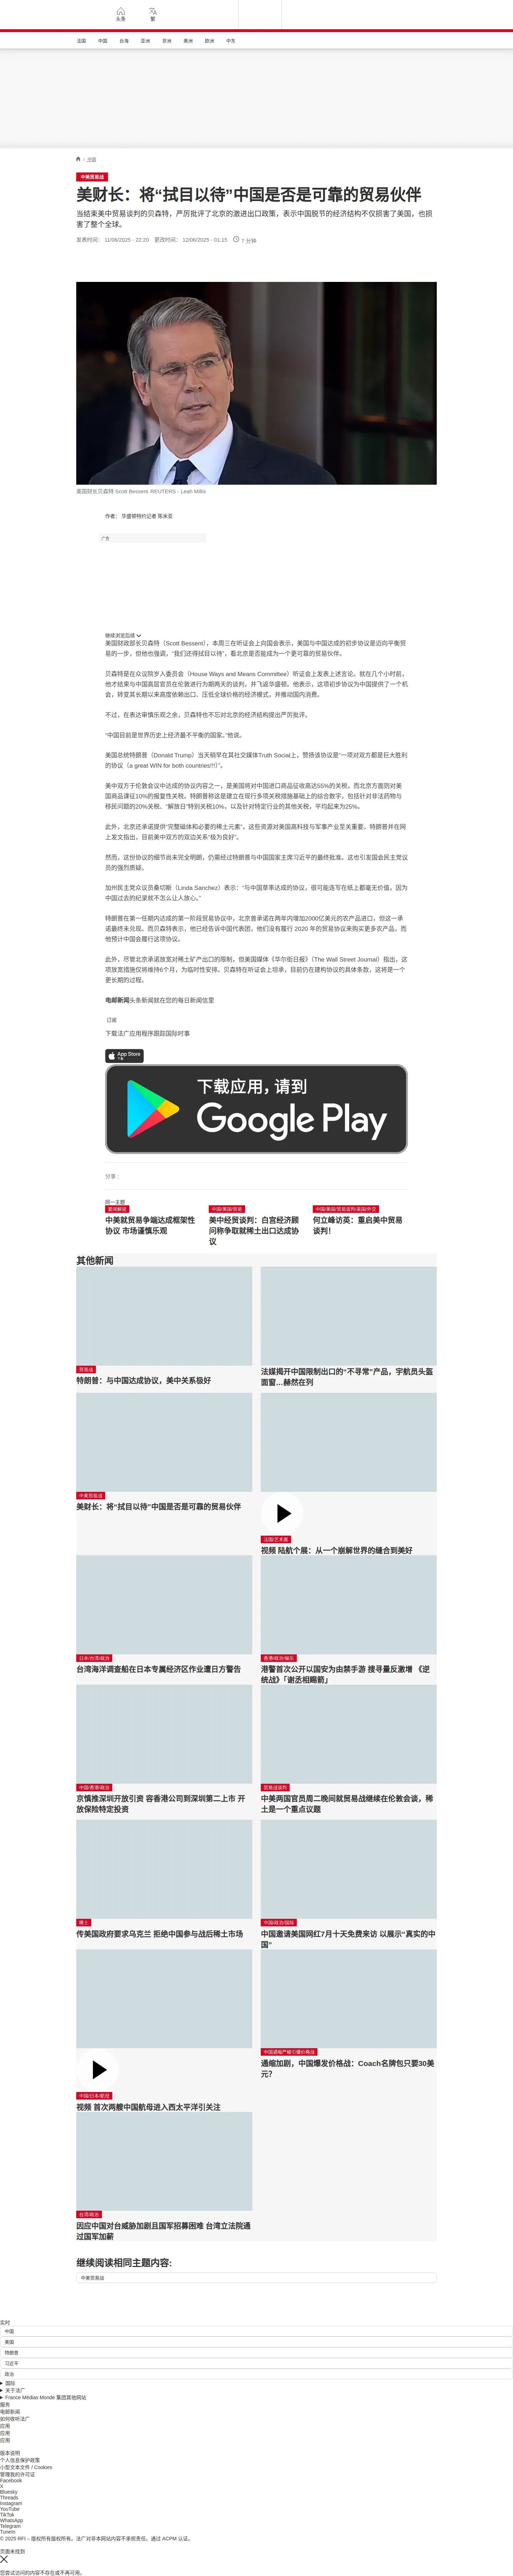 头条
繁
法国
中国
台湾
亚洲
非洲
美洲
欧洲
中东
/ 中国
中美贸易战
美财长：将“拭目以待”中国是否是可靠的贸易伙伴
当结束美中贸易谈判的贝森特，严厉批评了北京的激进出口政策，表示中国脱节的经济结构不仅损害了美国，也损
害了整个全球。
发表时间： 11/06/2025 - 22:20 更改时间： 12/06/2025 - 01:15 7 分钟
美国财长贝森特 Scott Bessent REUTERS - Leah Millis
作者： 华盛顿特约记者 陈承亚
广告
继续浏览后续
美国财政部长贝森特（Scott Bessent），本周三在听证会上向国会表示，美国与中国达成的初步协议是迈向平衡贸
易的一步，但他也强调，“我们还得拭目以待”，看北京是否能成为一个更可靠的贸易伙伴。
贝森特是在众议院岁入委员会（House Ways and Means Committee）听证会上发表上述言论。就在几个小时前，
他才结束与中国高层官员在伦敦进行为期两天的谈判，并飞返华盛顿。他表示，这项初步协议为中国提供了一个机
会，转变其长期以来高度依赖出口、压低全球价格的经济模式，并推动国内消费。
不过，在表达审慎乐观之余，贝森特也不忘对北京的经济结构提出严厉批评。
“中国目前是世界历史上经济最不平衡的国家。”他说。
美国总统特朗普（Donald Trump）当天稍早在其社交媒体Truth Social上，赞扬该协议是“一项对双方都是巨大胜利
的协议（a great WIN for both countries!!!）”。
美中双方于伦敦会议中达成的协议内容之一，是美国将对中国进口商品征收高达55%的关税，而北京方面则对美
国商品课征10%的报复性关税。特朗普称这是建立在现行多项关税措施基础上的综合数字，包括针对非法药物与
移民问题的20%关税、“解放日”特别关税10%，以及针对特定行业的其他关税，平均起来为25%。
此外，北京还承诺提供“完整磁体和必要的稀土元素”，这些资源对美国高科技与军事产业至关重要。特朗普并在网
上发文指出，目前美中双方的双边关系“极为良好”。
然而，这份协议的细节尚未完全明朗，仍需经过特朗普与中国国家主席习近平的最终批准。这也引发国会民主党议
员的强烈质疑。
加州民主党众议员桑切斯（Linda Sanchez）表示：“与中国草率达成的协议，很可能连写在纸上都毫无价值，因为
中国过去的纪录就不怎么让人放心。”
特朗普在第一任期内达成的第一阶段贸易协议中，北京曾承诺在两年内增加2000亿美元的农产品进口，但这一承
诺最终未兑现。而贝森特表示，他已经告诉中国代表团，他们没有履行 2020 年的贸易协议来购买更多农产品，而
他预计中国会履行这项协议。
此外，尽管北京承诺放宽对稀土矿产出口的限制，但美国媒体《华尔街日报》（The Wall Street Journal）指出，这
项放宽措施仅将维持6个月，为临时性安排。贝森特在听证会上坦承，目前仍在建构协议的具体条款，这将是一个
更长期的过程。
电邮新闻头条新闻就在您的每日新闻信里
订阅
下载法广应用程序跟踪国际时事
App Store
下载
下载应用，请到
Google Play
分享：
同一主题
要闻解说
中美就贸易争端达成框架性
协议 市场谨慎乐观
中国/美国/贸易
美中经贸谈判：白宫经济顾
问称争取就稀土出口达成协
议
中国/美国/贸易谈判/英国/外交
何立峰访英：重启美中贸易
谈判！
其他新闻
贸易战
特朗普：与中国达成协议，美中关系极好
法媒揭开中国限制出口的“不寻常”产品，宇航员头盔
面窗…赫然在列
中美贸易战
美财长：将“拭目以待”中国是否是可靠的贸易伙伴
法国/艺术展
视频 陆航个展：从一个崩解世界的缝合到美好
日本/台湾/政治
台湾海洋调查船在日本专属经济区作业遭日方警告
香港/政治/娱乐
港警首次公开以国安为由禁手游 搜寻量反激增 《逆
统战》「谢丞相赐箭」
中国/香港/政治
京慎推深圳开放引资 容香港公司到深圳第二上市 开
放保险特定投资
贸易战谈判
中美两国官员周二晚间就贸易战继续在伦敦会谈，稀
土是一个重点议题
稀土
传美国政府要求乌克兰 拒绝中国参与战后稀土市场
中国/政治/国际
中国邀请美国网红7月十天免费来访 以展示“真实的中
国”
中国/日本/航母
视频 首次两艘中国航母进入西太平洋引关注
中国通缩严峻引爆价格战
通缩加剧，中国爆发价格战：Coach名牌包只要30美
元？
台湾/政治
因应中国对台威胁加剧且国军招募困难 台湾立法院通
过国军加薪
继续阅读相同主题内容:
中美贸易战
实时
中国
美国
特朗普
习近平
政治
国际
关于法广
France Médias Monde 集团其他网站
服务
电邮新闻
如何收听法广
应用
应用
应用
版本说明
个人信息保护政策
小型文本文件 / Cookies
管理我的许可证
Facebook
X
Bluesky
Threads
Instagram
YouTube
TikTok
WhatsApp
Telegram
TuneIn
© 2025 RFI – 版权所有版权所有。法广对非本网站内容不承担责任。通过 ACPM 认证。
页面未找到
您尝试访问的内容不存在或不再可用。